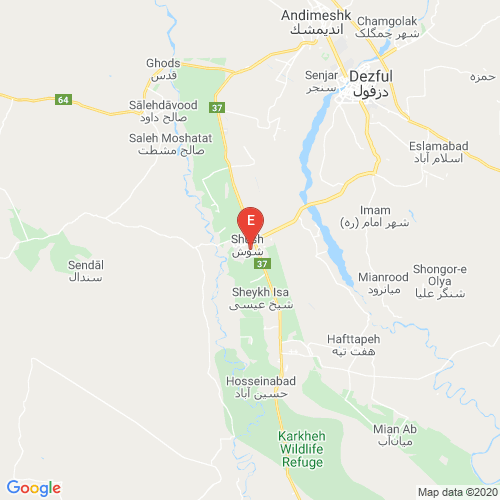 Andimeshk
اندیمشک
Chamgolak
شهر چمگلک
Ghods
قدس
Senjar
سنجر
Dezful
دزفول
حمزه
64
Sālehdāvood
صالح داود
37
Saleh Moshatat
صالح مشطت
Eslamabad
اسلام آباد
Imam
شهر امام (ره)
E
Shush
شوش
37
Sendāl
سندال
Mianrood
میانرود
Shongor-e
Olya
شنگر علیا
Sheykh Isa
شیخ عیسی
Hafttapeh
هفت تپه
Hosseinabad
حسین آباد
Mian Ab
میان‌آب
Karkheh
Wildlife
Refuge
Google
Map data ©2020